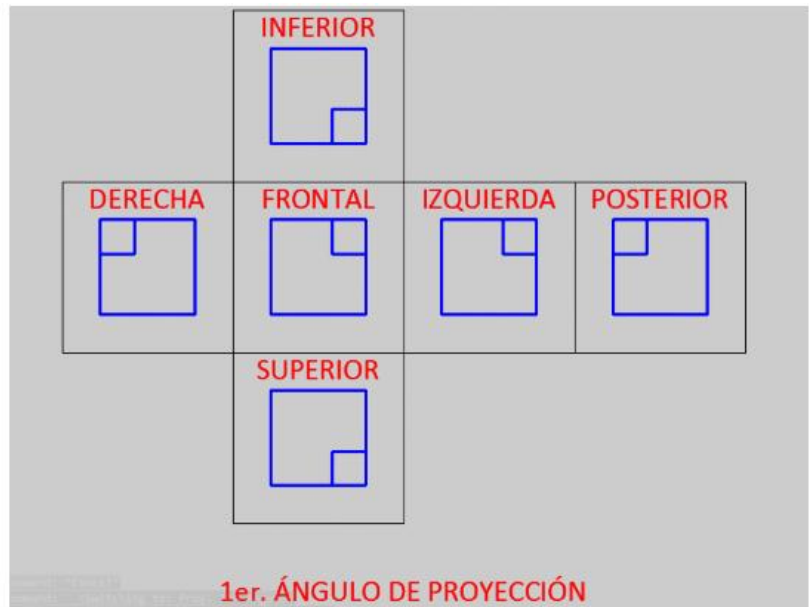 INFERIOR
DERECHA
FRONTAL
IZQUIERDA
POSTERIOR
SUPERIOR
1er. ÁNGULO DE PROYECCIÓN